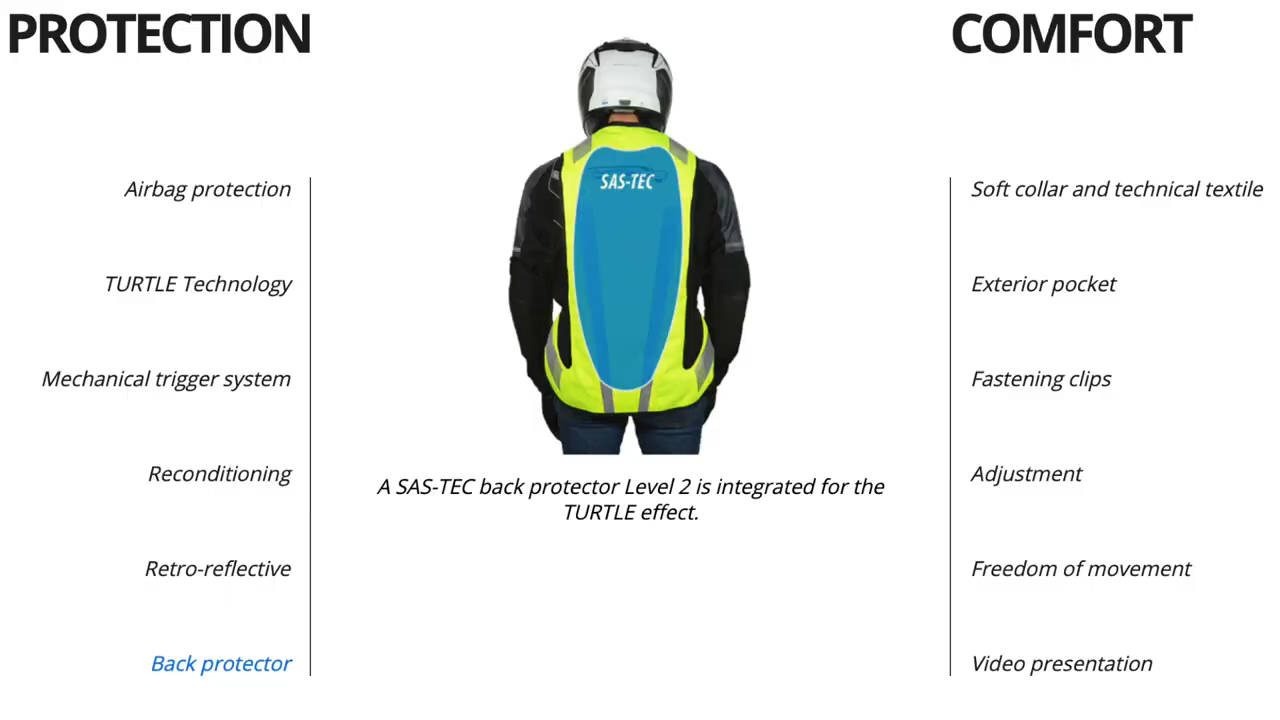 PROTECTION
COMFORT
Airbag protection
TURTLE Technology
Mechanical trigger system
Reconditioning
Retro-reflective
Back protector
SAS-TEC
A SAS-TEC back protector Level 2 is integrated for the
TURTLE effect.
Soft collar and technical textile
Exterior pocket
Fastening clips
Adjustment
Freedom of movement
Video presentation